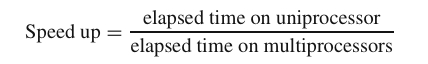 Speed up = elapsed time on uniprocessor
elapsed time on multiprocessors